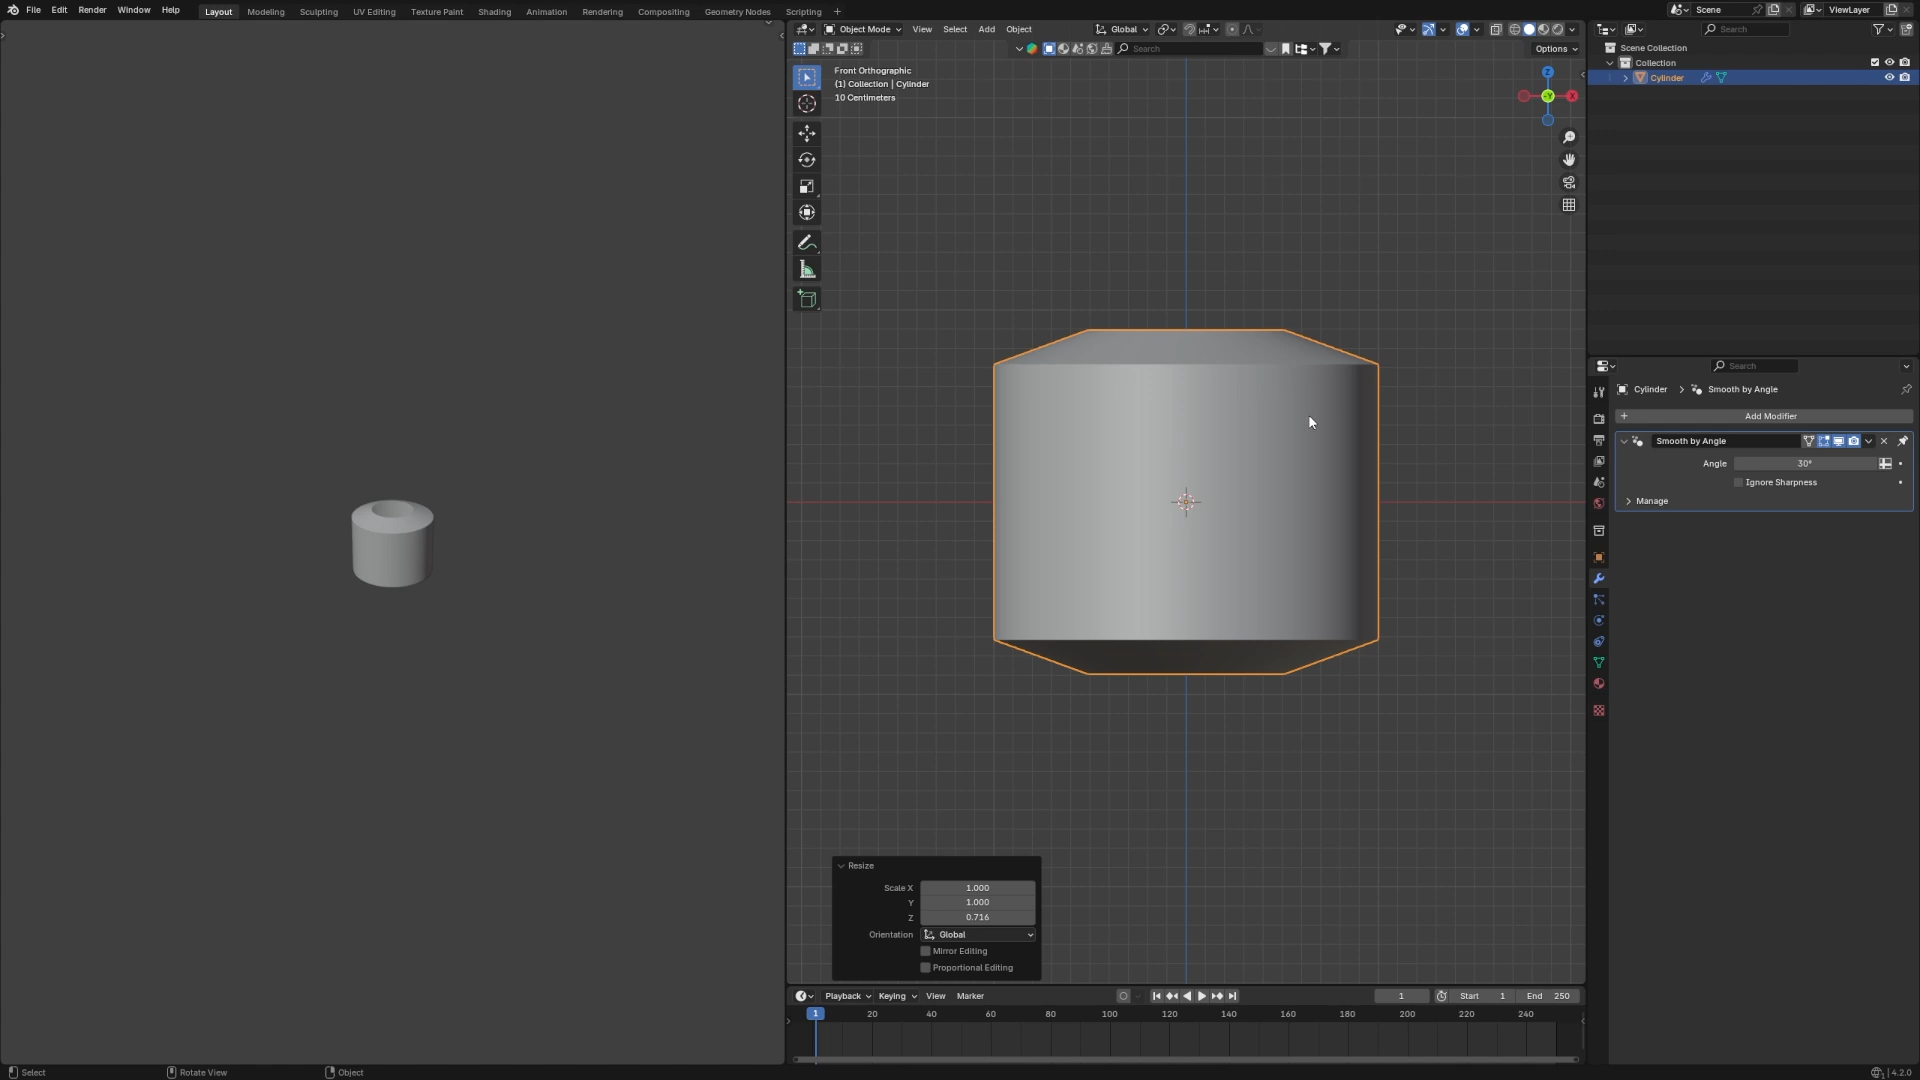 File Edit Render Window Help Layout Modeling Sculpting UV Editing Texture Paint Shading Animation Rendering Compositing Geometry Nodes Scripting + Scene ViewLayer
Object Mode View Select Add Object Global
Search Options
Front Orthographic
(1) Collection | Cylinder
10 Centimeters
Z
-Y
X
Search
Scene Collection
Collection
Cylinder
Search
Cylinder > Smooth by Angle
+ Add Modifier
Smooth by Angle
Angle 30°
Ignore Sharpness
Manage
Resize
Scale X 1.000
Y 1.000
Z 0.716
Orientation Global
Mirror Editing
Proportional Editing
Playback Keying View Marker 1 Start 1 End 250
1 20 40 60 80 100 120 140 160 180 200 220 240
Select Rotate View Object 4.2.0